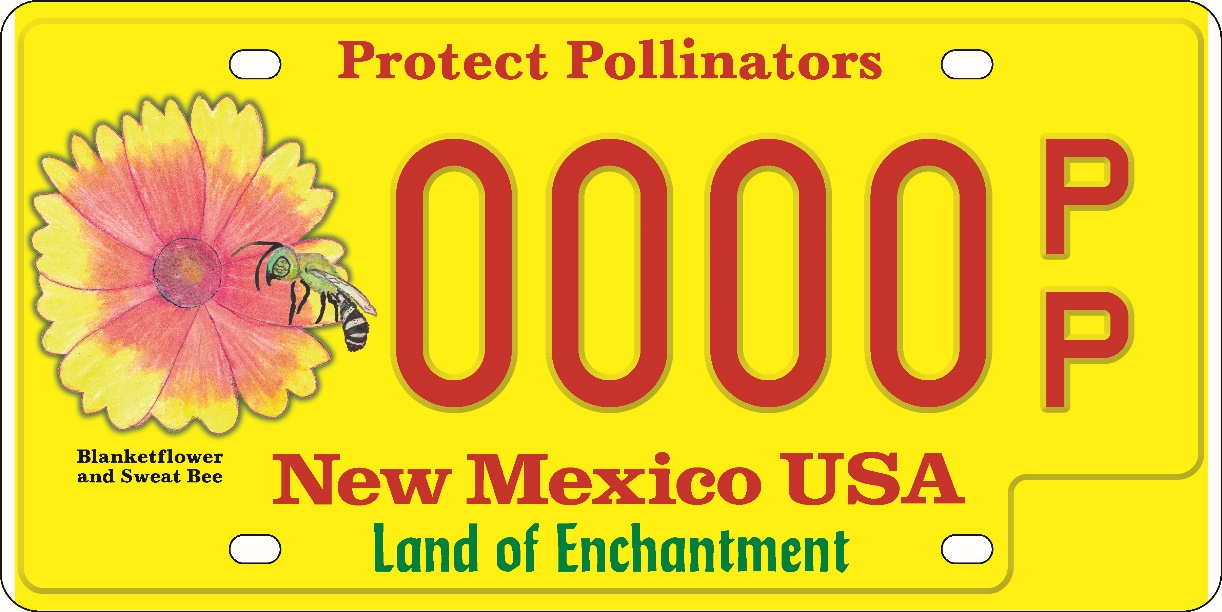 Protect Pollinators
0000
P
P
Blanketflower
and Sweat Bee
New Mexico USA
Land of Enchantment